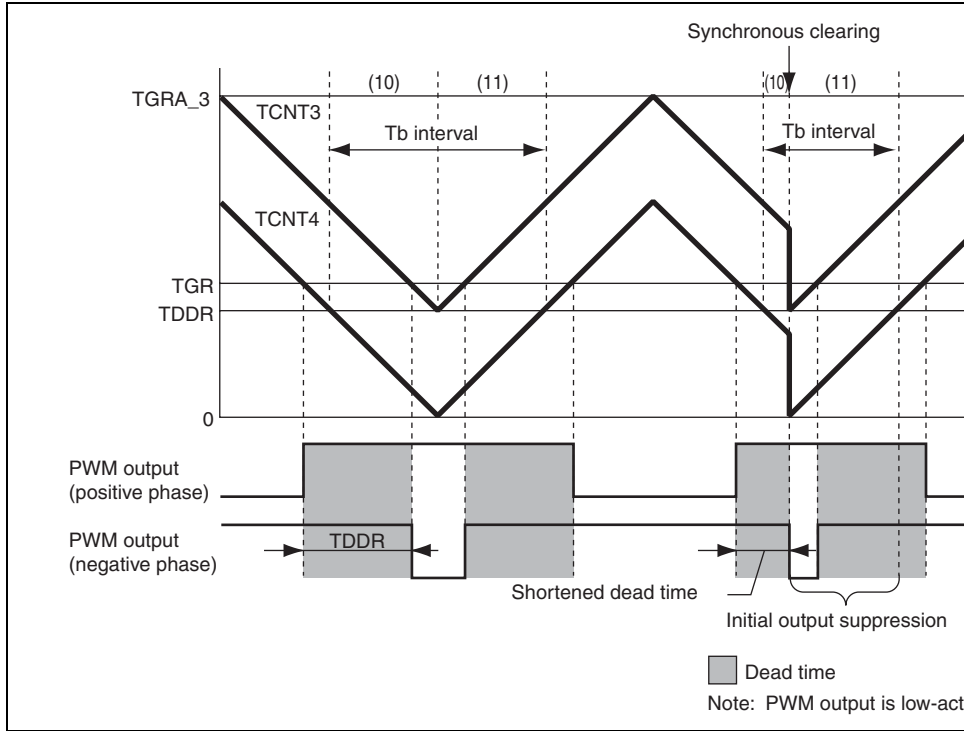 Synchronous clearing
(10) (11) (10) (11)
TGRA_3
TCNT3
Tb interval Tb interval
TCNT4
TGR
TDDR
0
PWM output
(positive phase)
PWM output
(negative phase)
TDDR
Shortened dead time
Initial output suppression
Dead time
Note: PWM output is low-act